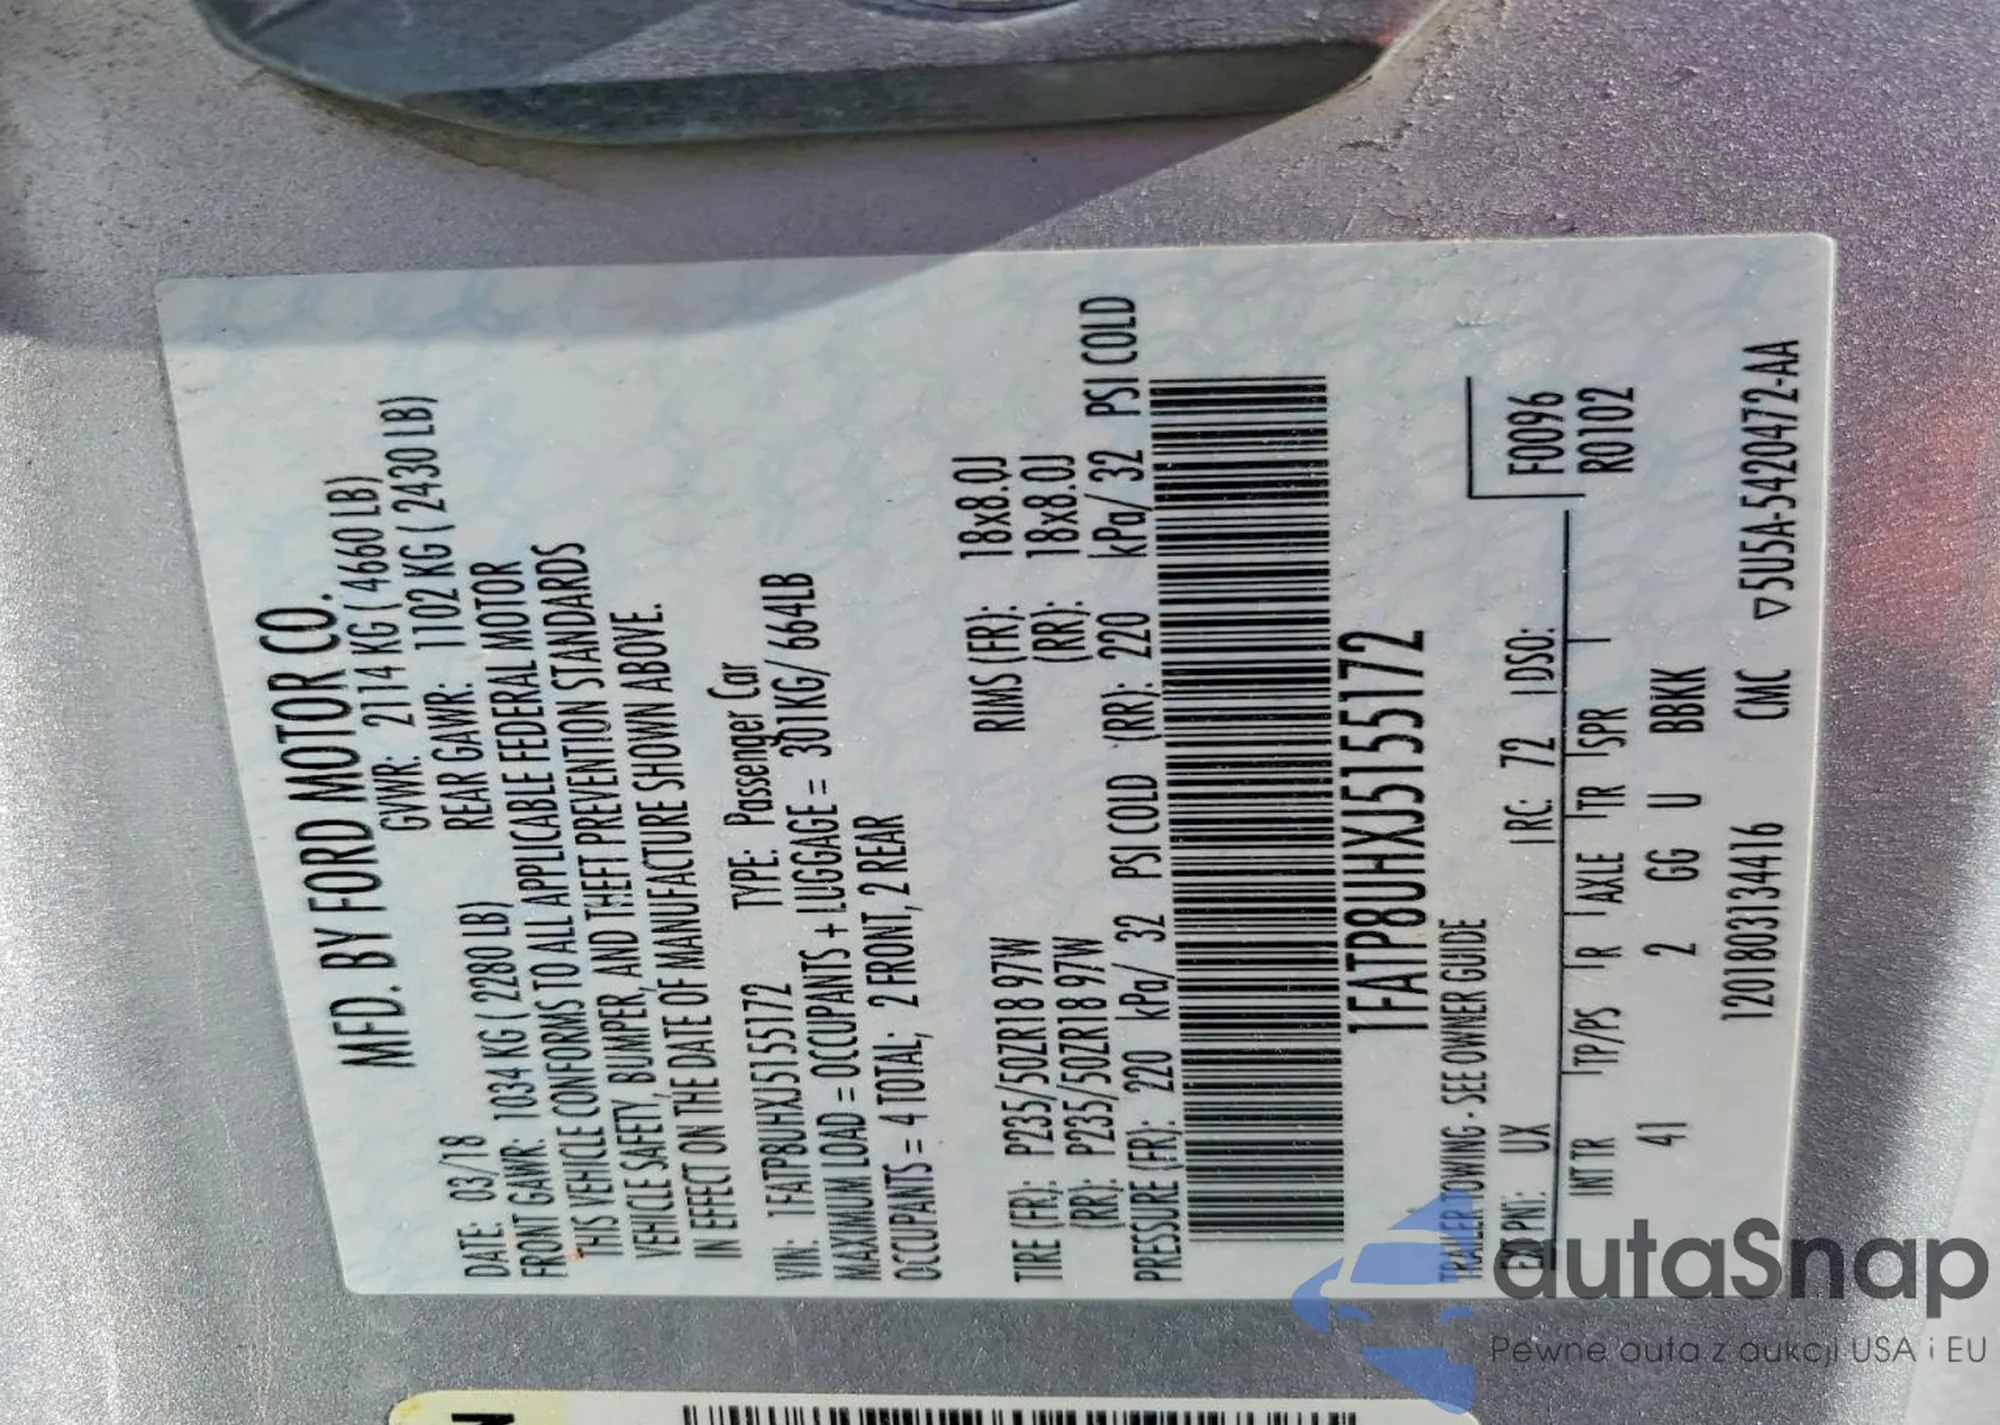 MFD. BY FORD MOTOR CO.
DATE: 03/18 GVWR: 2114 KG ( 4660 LB)
FRONT GAWR: 1034 KG ( 2280 LB) REAR GAWR: 1102 KG ( 2430 LB)
THIS VEHICLE CONFORMS TO ALL APPLICABLE FEDERAL MOTOR
VEHICLE SAFETY, BUMPER, AND THEFT PREVENTION STANDARDS
IN EFFECT ON THE DATE OF MANUFACTURE SHOWN ABOVE.
VIN: 1FATP8UHXJ5155172 TYPE: Passenger Car
MAXIMUM LOAD = OCCUPANTS + LUGGAGE = 301KG/ 664LB
OCCUPANTS = 4 TOTAL; 2 FRONT, 2 REAR
TIRE (FR): P235/50ZR18 97W RIMS (FR): 18x8.0J
(RR): P235/50ZR18 97W (RR): 18x8.0J
PRESSURE (FR): 220 kPa/ 32 PSI COLD (RR): 220 kPa/ 32 PSI COLD
1FATP8UHXJ5155172
TRAILER TOWING - SEE OWNER GUIDE
EXT PNT: UX RC: 72 DSO: F0096
INT TR TP/PS R AXLE TR SPR R0102
41 2 GG U BBKK
12018031344416 CMC ▽5U5A-5420472-AA
N
autaSnap
Pewne auta z aukcji USA i EU